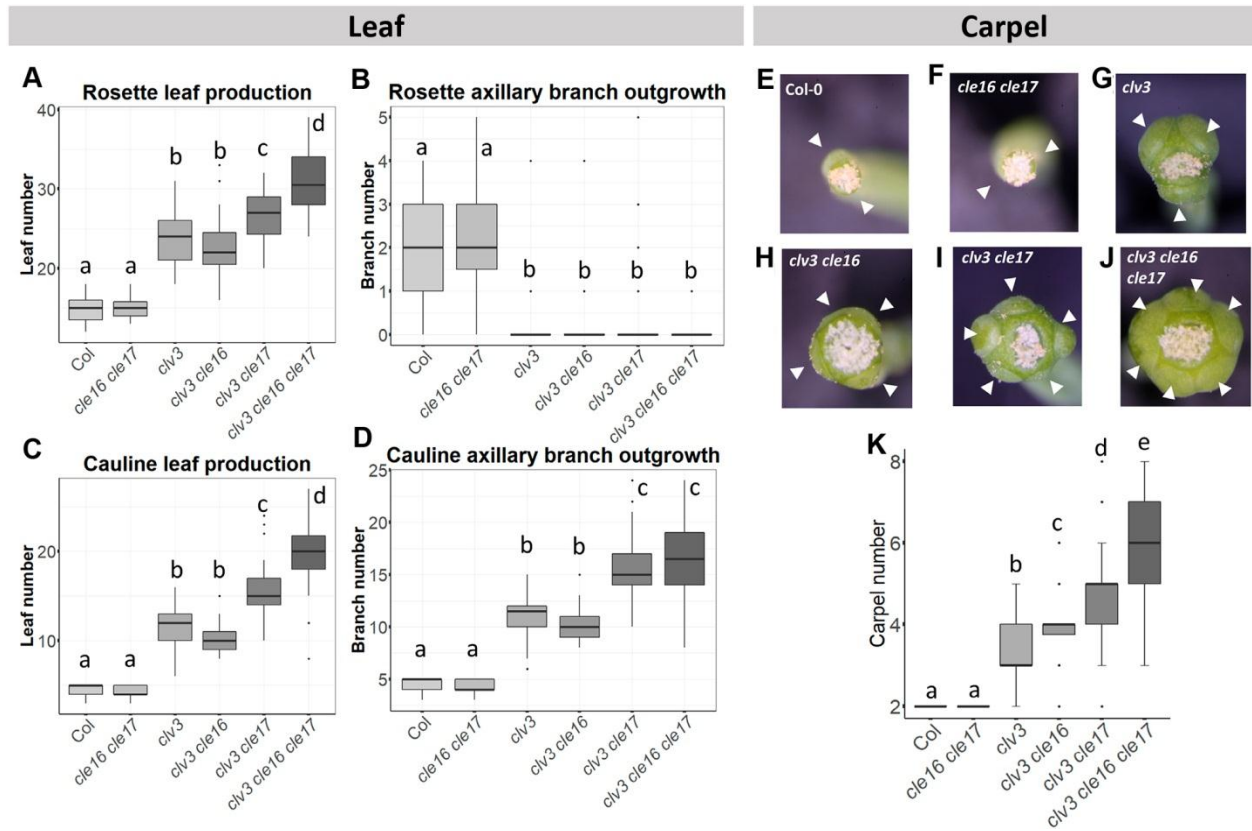 Leaf
Carpel
A
Rosette leaf production
Leaf number
40
30
20
a
a
b
b
c
d
Col
cle16 cle17
clv3
clv3 cle16
clv3 cle17
clv3 cle16 cle17
B
Rosette axillary branch outgrowth
Branch number
5
4
3
2
1
0
a
a
b
b
b
b
Col
cle16 cle17
clv3
clv3 cle16
clv3 cle17
clv3 cle16 cle17
E
Col-0
F
cle16 cle17
G
clv3
H
clv3 cle16
I
clv3 cle17
J
clv3 cle16
cle17
C
Cauline leaf production
Leaf number
20
10
a
a
b
b
c
d
Col
cle16 cle17
clv3
clv3 cle16
clv3 cle17
clv3 cle16 cle17
D
Cauline axillary branch outgrowth
Branch number
25
20
15
10
5
a
a
b
b
c
c
Col
cle16 cle17
clv3
clv3 cle16
clv3 cle17
clv3 cle16 cle17
K
Carpel number
8
6
4
2
a
a
b
c
d
e
Col
cle16 cle17
clv3
clv3 cle16
clv3 cle17
clv3 cle16 cle17